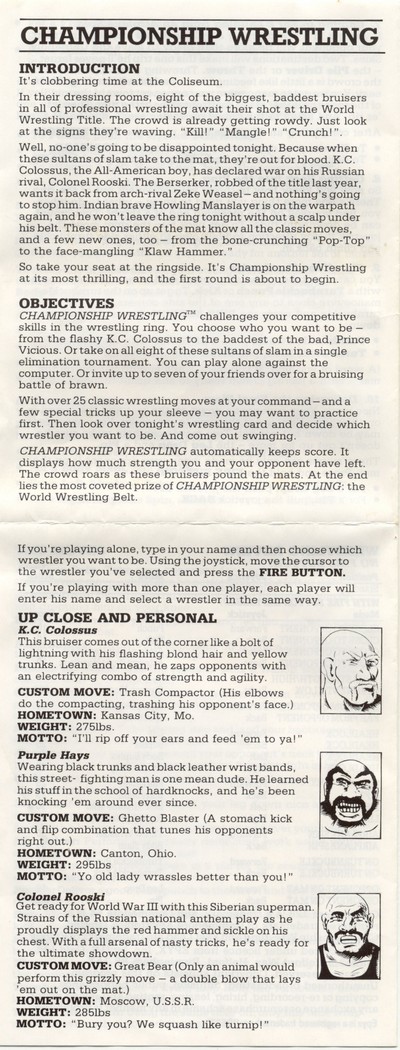 CHAMPIONSHIP WRESTLING
INTRODUCTION
It's clobbering time at the Coliseum.
In their dressing rooms, eight of the biggest, baddest bruisers
in all of professional wrestling await their shot at the World
Wrestling Title. The crowd is already getting rowdy. Just look
at the signs they're waving. "Kill!" "Mangle!" "Crunch!".
Well, no-one's going to be disappointed tonight. Because when
these sultans of slam take to the mat, they're out for blood. K.C.
Colossus, the All-American boy, has declared war on his Russian
rival, Colonel Rooski. The Berserker, robbed of the title last year,
wants it back from arch-rival Zeke Weasel – and nothing's going
to stop him. Indian brave Howling Manslayer is on the warpath
again, and he won't leave the ring tonight without a scalp under
his belt. These monsters of the mat know all the classic moves,
and a few new ones, too – from the bone-crunching "Pop-Top"
to the face-mangling "Klaw Hammer."
So take your seat at the ringside. It's Championship Wrestling
at its most thrilling, and the first round is about to begin.
OBJECTIVES
CHAMPIONSHIP WRESTLING™ challenges your competitive
skills in the wrestling ring. You choose who you want to be –
from the flashy K.C. Colossus to the baddest of the bad, Prince
Vicious. Or take on all eight of these sultans of slam in a single
elimination tournament. You can play alone against the
computer. Or invite up to seven of your friends over for a bruising
battle of brawn.
With over 25 classic wrestling moves at your command – and a
few special tricks up your sleeve – you may want to practice
first. Then look over tonight's wrestling card and decide which
wrestler you want to be. And come out swinging.
CHAMPIONSHIP WRESTLING automatically keeps score. It
displays how much strength you and your opponent have left.
The crowd roars as these bruisers pound the mats. At the end
lies the most coveted prize of CHAMPIONSHIP WRESTLING: the
World Wrestling Belt.
If you're playing alone, type in your name and then choose which
wrestler you want to be. Using the joystick, move the cursor to
the wrestler you've selected and press the FIRE BUTTON.
If you're playing with more than one player, each player will
enter his name and select a wrestler in the same way.
UP CLOSE AND PERSONAL
K.C. Colossus
This bruiser comes out of the corner like a bolt of
lightning with his flashing blond hair and yellow
trunks. Lean and mean, he zaps opponents with
an electrifying combo of strength and agility.
CUSTOM MOVE: Trash Compactor (His elbows
do the compacting, trashing his opponent's face.)
HOMETOWN: Kansas City, Mo.
WEIGHT: 275lbs.
MOTTO: "I'll rip off your ears and feed 'em to ya!"
Purple Hays
Wearing black trunks and black leather wrist bands,
this street- fighting man is one mean dude. He learned
his stuff in the school of hardknocks, and he's been
knocking 'em around ever since.
CUSTOM MOVE: Ghetto Blaster (A stomach kick
and flip combination that tunes his opponents
right out.)
HOMETOWN: Canton, Ohio.
WEIGHT: 295lbs
MOTTO: "Yo old lady wrassles better than you!"
Colonel Rooski
Get ready for World War III with this Siberian superman.
Strains of the Russian national anthem play as he
proudly displays the red hammer and sickle on his
chest. With a full arsenal of nasty tricks, he's ready for
the ultimate showdown.
CUSTOM MOVE: Great Bear (Only an animal would
perform this grizzly move – a double blow that lays
'em out on the mat.)
HOMETOWN: Moscow, U.S.S.R.
WEIGHT: 285lbs
MOTTO: "Bury you? We squash like turnip!"